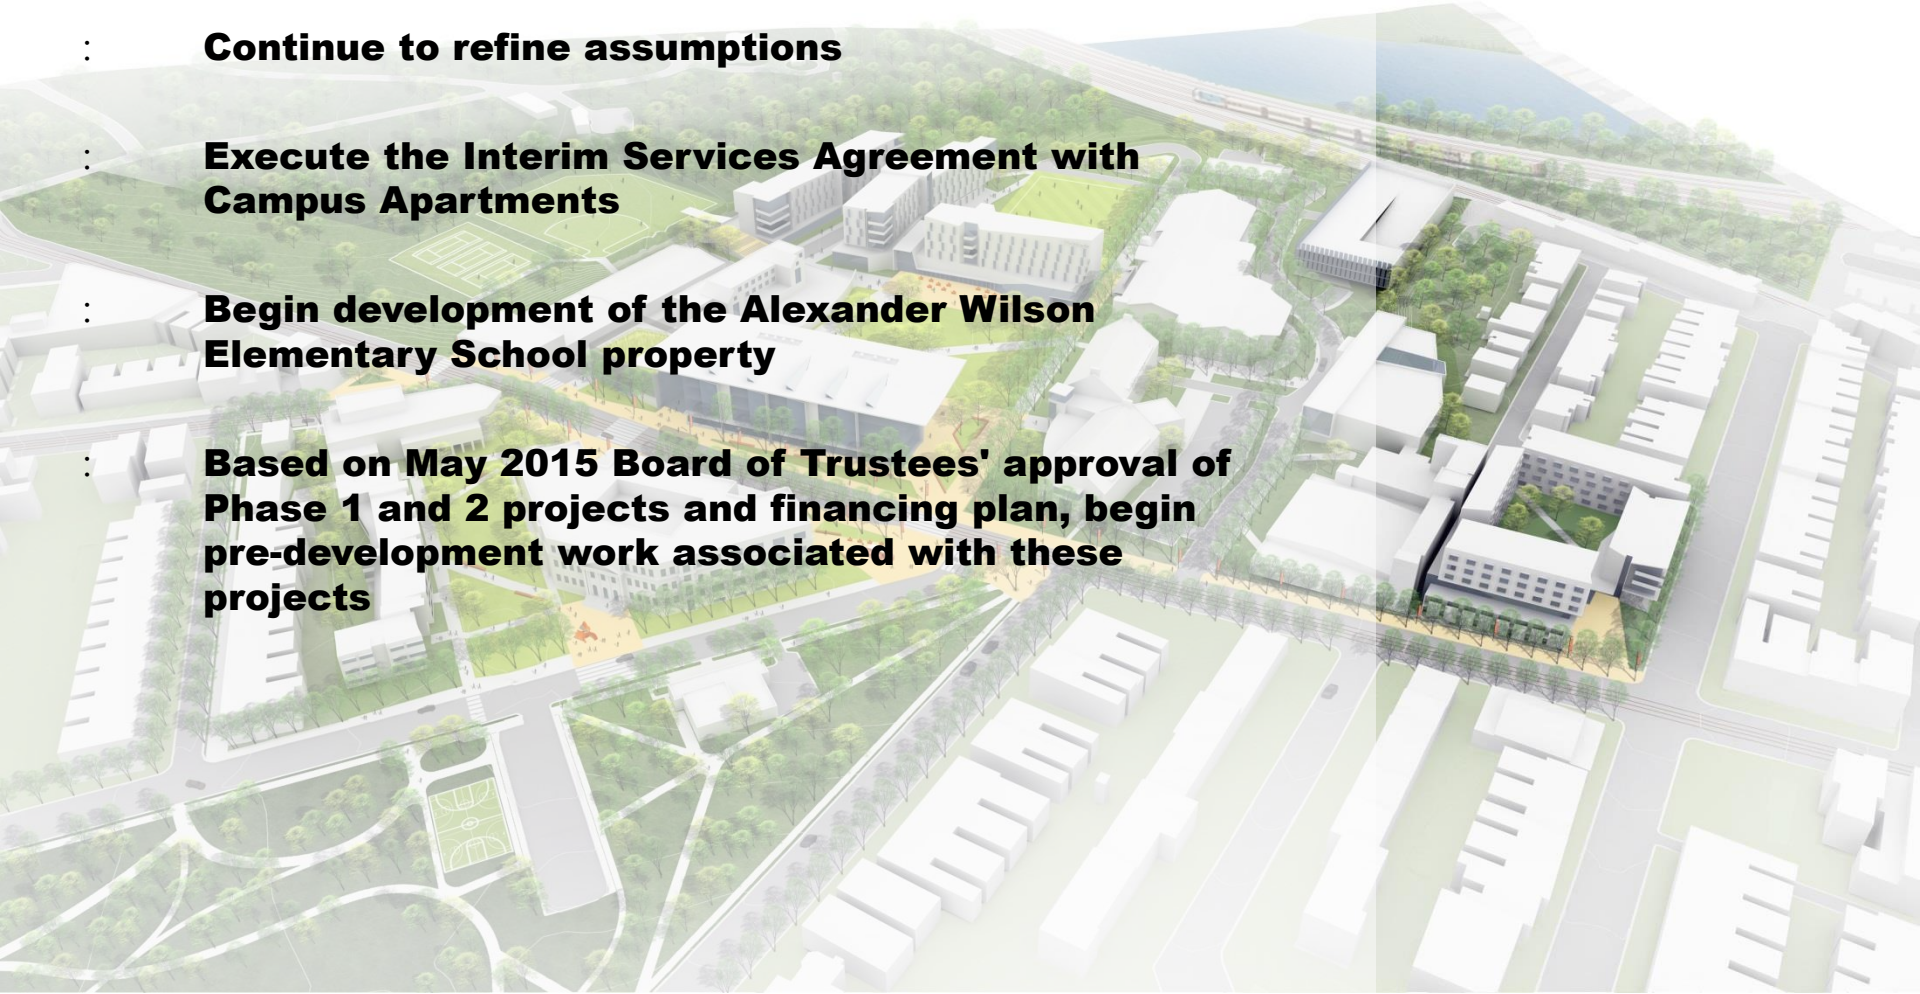 : Continue to refine assumptions
: Execute the Interim Services Agreement with
Campus Apartments
: Begin development of the Alexander Wilson
Elementary School property
: Based on May 2015 Board of Trustees' approval of
Phase 1 and 2 projects and financing plan, begin
pre-development work associated with these
projects